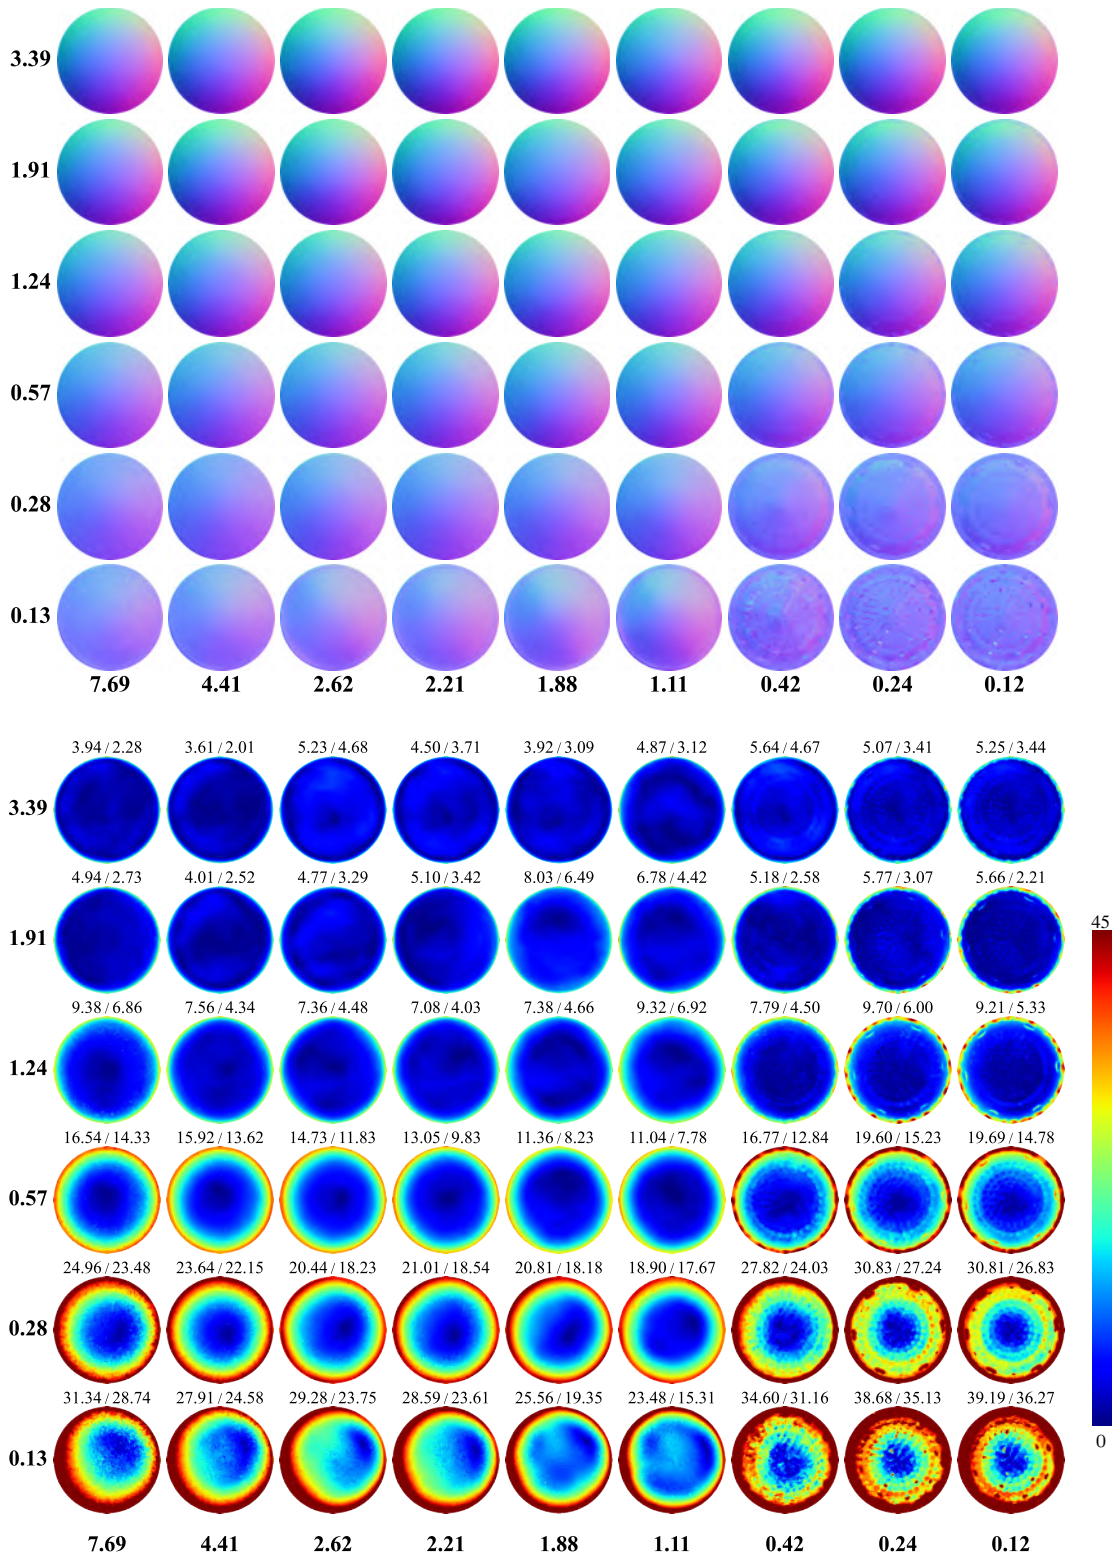 3.39
1.91
1.24
0.57
0.28
0.13
7.69 4.41 2.62 2.21 1.88 1.11 0.42 0.24 0.12
3.94 / 2.28 3.61 / 2.01 5.23 / 4.68 4.50 / 3.71 3.92 / 3.09 4.87 / 3.12 5.64 / 4.67 5.07 / 3.41 5.25 / 3.44
3.39
4.94 / 2.73 4.01 / 2.52 4.77 / 3.29 5.10 / 3.42 8.03 / 6.49 6.78 / 4.42 5.18 / 2.58 5.77 / 3.07 5.66 / 2.21
45
1.91
9.38 / 6.86 7.56 / 4.34 7.36 / 4.48 7.08 / 4.03 7.38 / 4.66 9.32 / 6.92 7.79 / 4.50 9.70 / 6.00 9.21 / 5.33
1.24
16.54 / 14.33 15.92 / 13.62 14.73 / 11.83 13.05 / 9.83 11.36 / 8.23 11.04 / 7.78 16.77 / 12.84 19.60 / 15.23 19.69 / 14.78
0.57
24.96 / 23.48 23.64 / 22.15 20.44 / 18.23 21.01 / 18.54 20.81 / 18.18 18.90 / 17.67 27.82 / 24.03 30.83 / 27.24 30.81 / 26.83
0.28
31.34 / 28.74 27.91 / 24.58 29.28 / 23.75 28.59 / 23.61 25.56 / 19.35 23.48 / 15.31 34.60 / 31.16 38.68 / 35.13 39.19 / 36.27
0
0.13
7.69 4.41 2.62 2.21 1.88 1.11 0.42 0.24 0.12